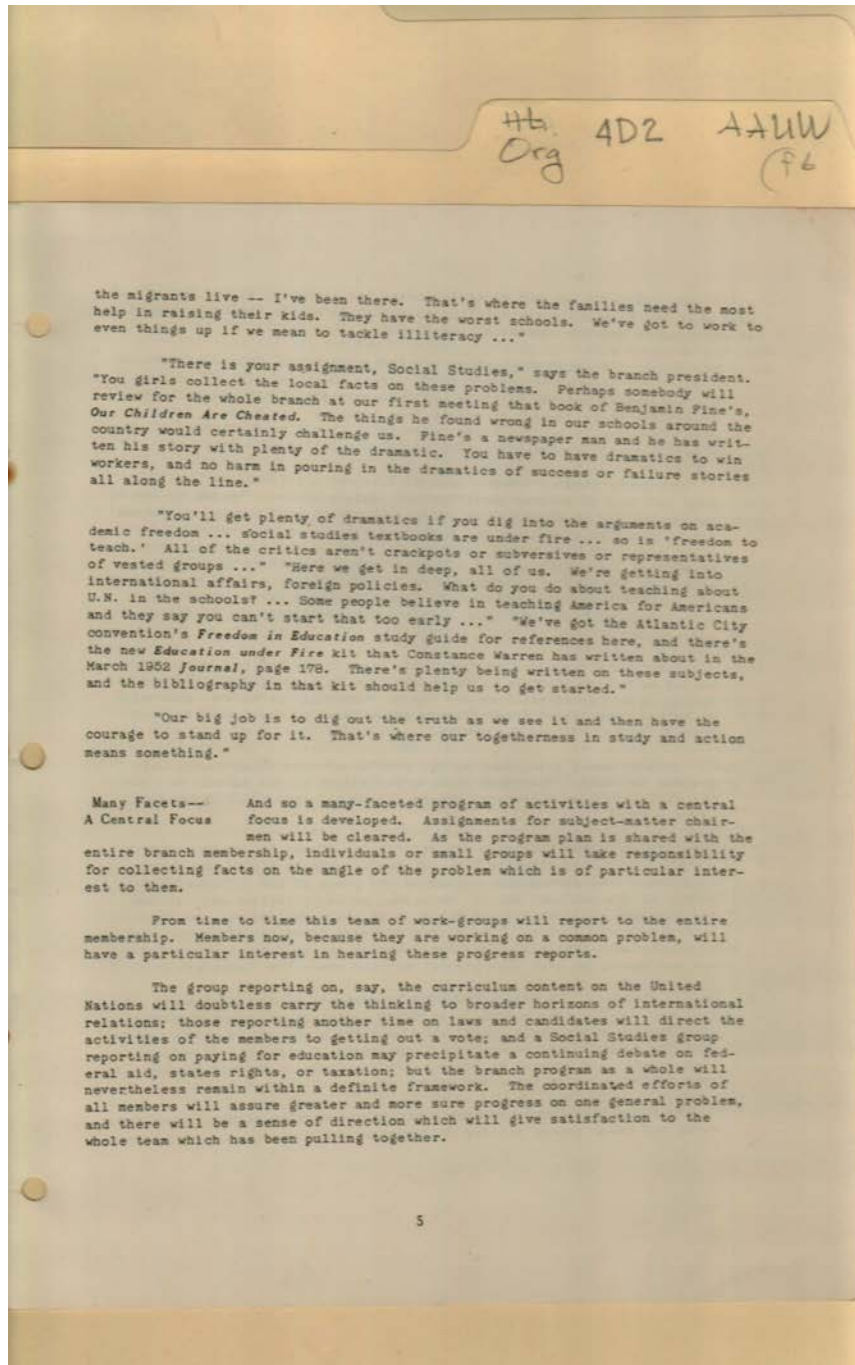 Hb. 4D2 AAUW
Org
the migrants live -- I've been there. That's where the families need the most
help in raising their kids. They have the worst schools. We've got to work to
even things up if we mean to tackle illiteracy ..."
"There is your assignment, Social Studies," says the branch president.
"You girls collect the local facts on these problems. Perhaps somebody will
review for the whole branch at our first meeting that book of Benjamin Fine's,
Our Children Are Cheated. The things he found wrong in our schools around the
country would certainly challenge us. Fine's a newspaper man and he has writ-
ten his story with plenty of the dramatic. You have to have dramatics to win
workers, and no harm in pouring in the dramatics of success or failure stories
all along the line."
"You'll get plenty of dramatics if you dig into the arguments on aca-
demic freedom ... social studies textbooks are under fire ... so is 'freedom to
teach.' All of the critics aren't crackpots or subversives or representatives
of vested groups ..." "Here we get in deep, all of us. We're getting into
international affairs, foreign policies. What do you do about teaching about
U.N. in the schools? ... Some people believe in teaching America for Americans
and they say you can't start that too early ..." "We've got the Atlantic City
convention's Freedom in Education study guide for references here, and there's
the new Education under Fire kit that Constance Warren has written about in the
March 1952 Journal, page 178. There's plenty being written on these subjects,
and the bibliography in that kit should help us to get started."
"Our big job is to dig out the truth as we see it and then have the
courage to stand up for it. That's where our togetherness in study and action
means something."
Many Facets-- And so a many-faceted program of activities with a central
A Central Focus focus is developed. Assignments for subject-matter chair-
men will be cleared. As the program plan is shared with the
entire branch membership, individuals or small groups will take responsibility
for collecting facts on the angle of the problem which is of particular inter-
est to them.
From time to time this team of work-groups will report to the entire
membership. Members now, because they are working on a common problem, will
have a particular interest in hearing these progress reports.
The group reporting on, say, the curriculum content on the United
Nations will doubtless carry the thinking to broader horizons of international
relations; those reporting another time on laws and candidates will direct the
activities of the members to getting out a vote; and a Social Studies group
reporting on paying for education may precipitate a continuing debate on fed-
eral aid, states rights, or taxation; but the branch program as a whole will
nevertheless remain within a definite framework. The coordinated efforts of
all members will assure greater and more sure progress on one general problem,
and there will be a sense of direction which will give satisfaction to the
whole team which has been pulling together.
5